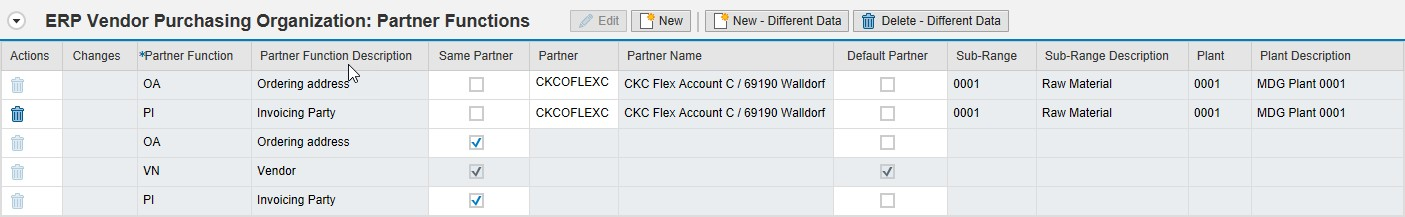 ERP Vendor Purchasing Organization: Partner Functions Edit New New - Different Data Delete - Different Data
Actions Changes *Partner Function Partner Function Description Same Partner Partner Partner Name Default Partner Sub-Range Sub-Range Description Plant Plant Description
OA Ordering address CKCOFLEXC CKC Flex Account C / 69190 Walldorf 0001 Raw Material 0001 MDG Plant 0001
PI Invoicing Party CKCOFLEXC CKC Flex Account C / 69190 Walldorf 0001 Raw Material 0001 MDG Plant 0001
OA Ordering address
VN Vendor
PI Invoicing Party